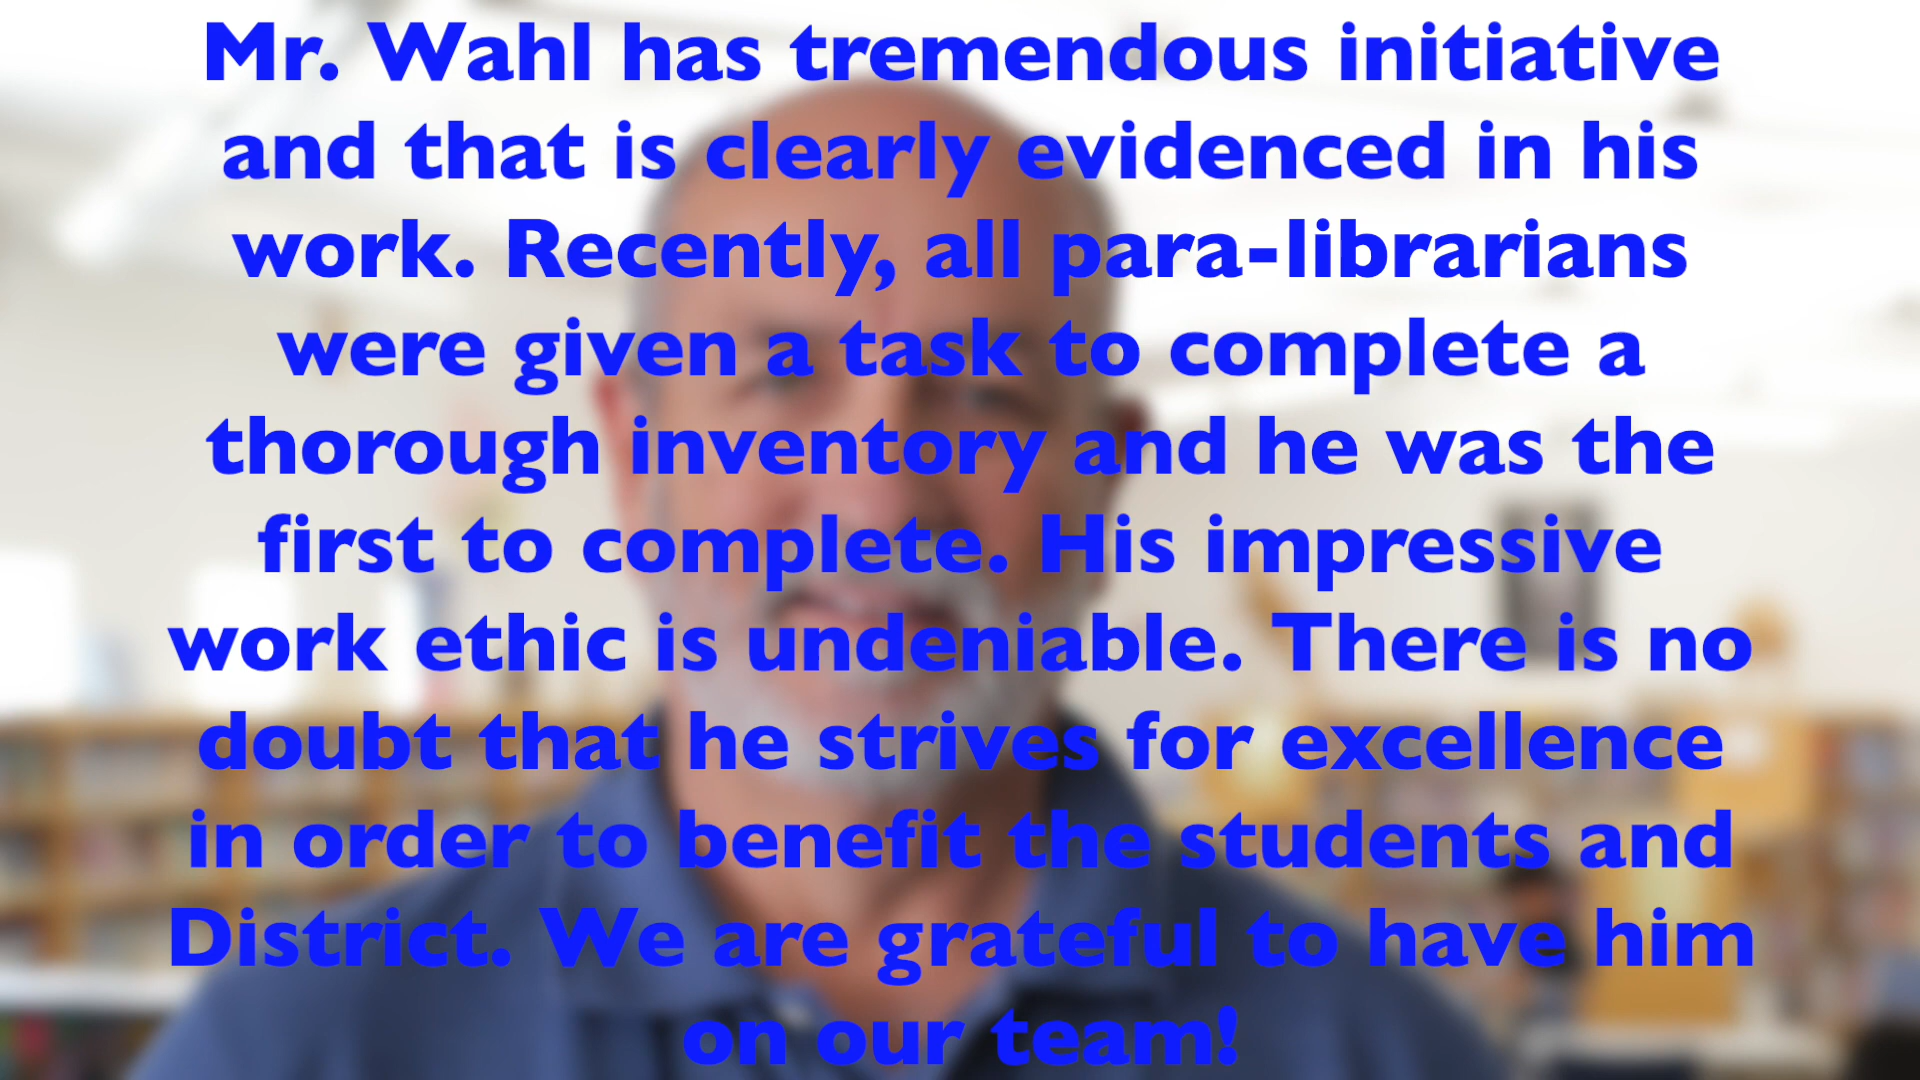 Mr. Wahl has tremendous initiative
and that is clearly evidenced in his
work. Recently, all para-librarians
were given a task to complete a
thorough inventory and he was the
first to complete. His impressive
work ethic is undeniable. There is no
doubt that he strives for excellence
in order to benefit the students and
District. We are grateful to have him
on our team!